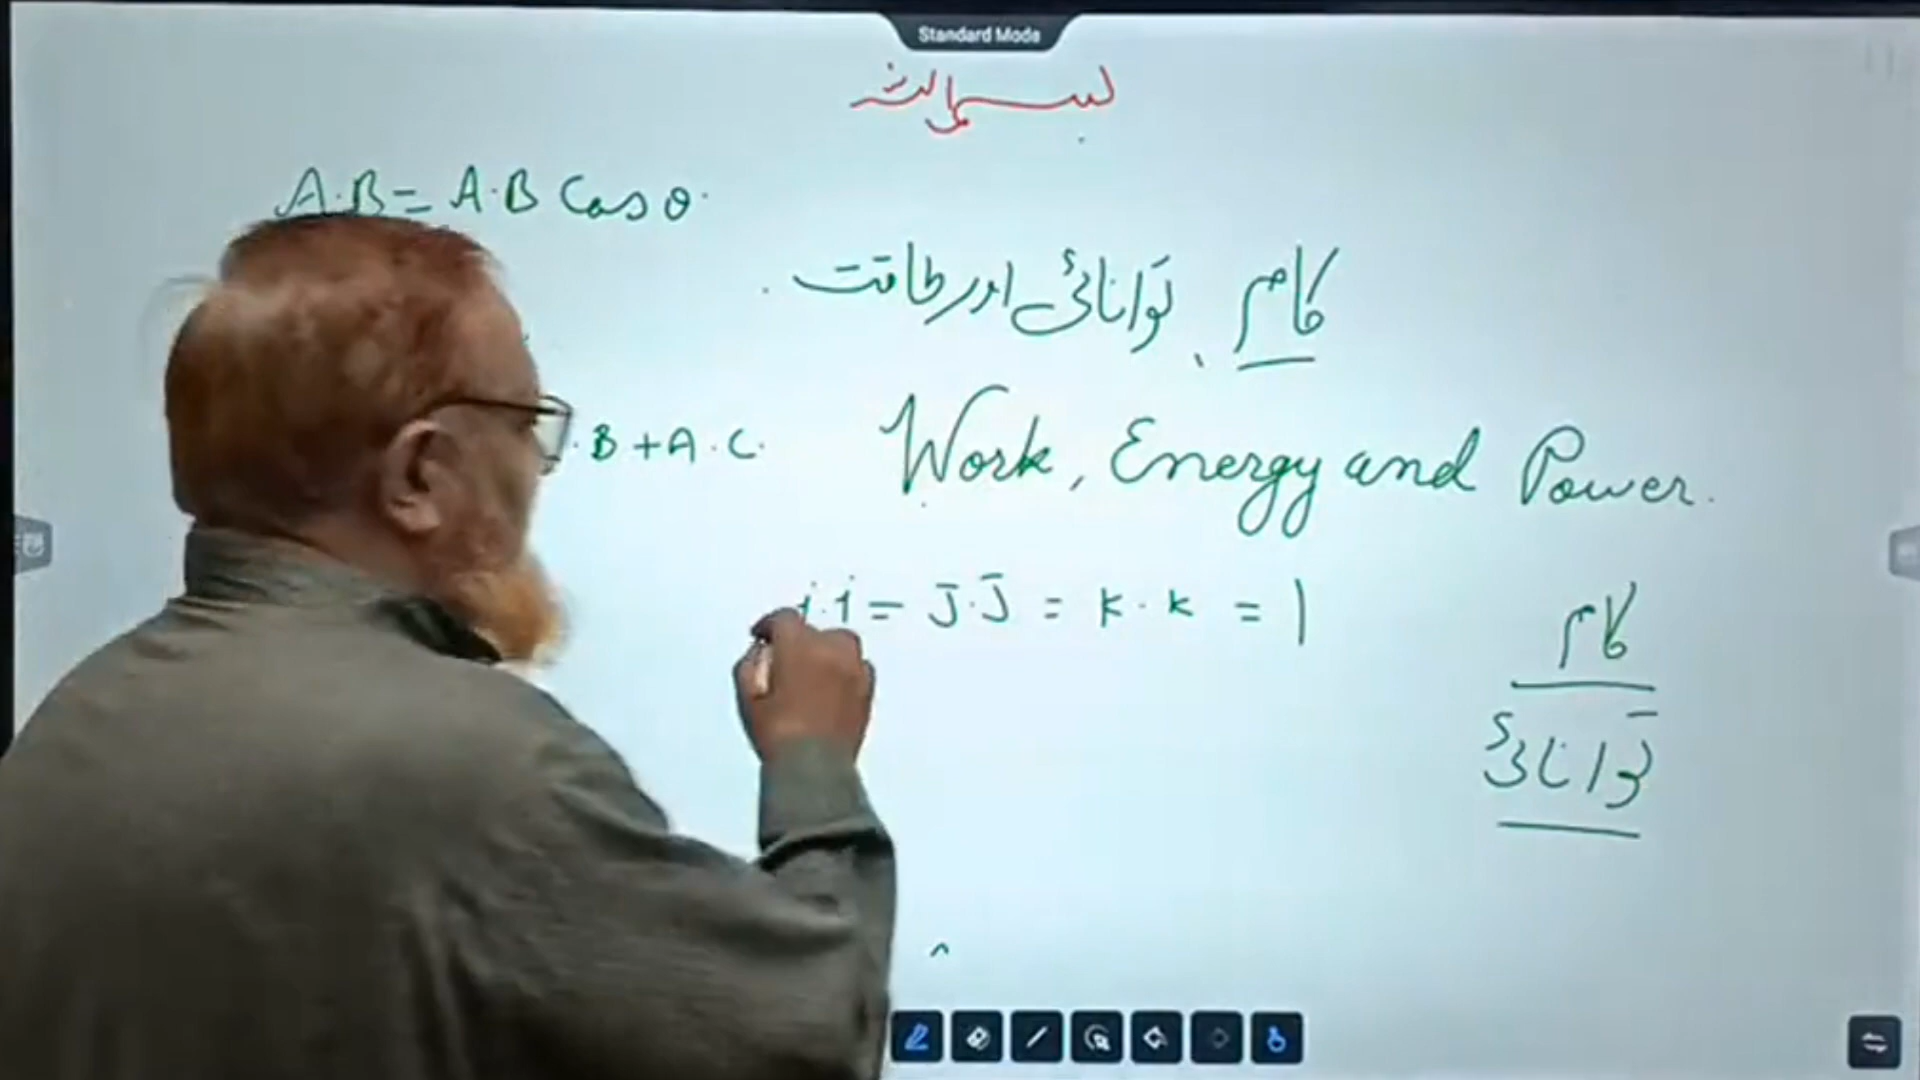 Standard Mode
بسم اللہ
A.B = A.B Cos θ.
کام، توانائی اور طاقت
.B + A.C.
Work, Energy and Power.
i.i = J.J = K.K = 1
کام
توانائی